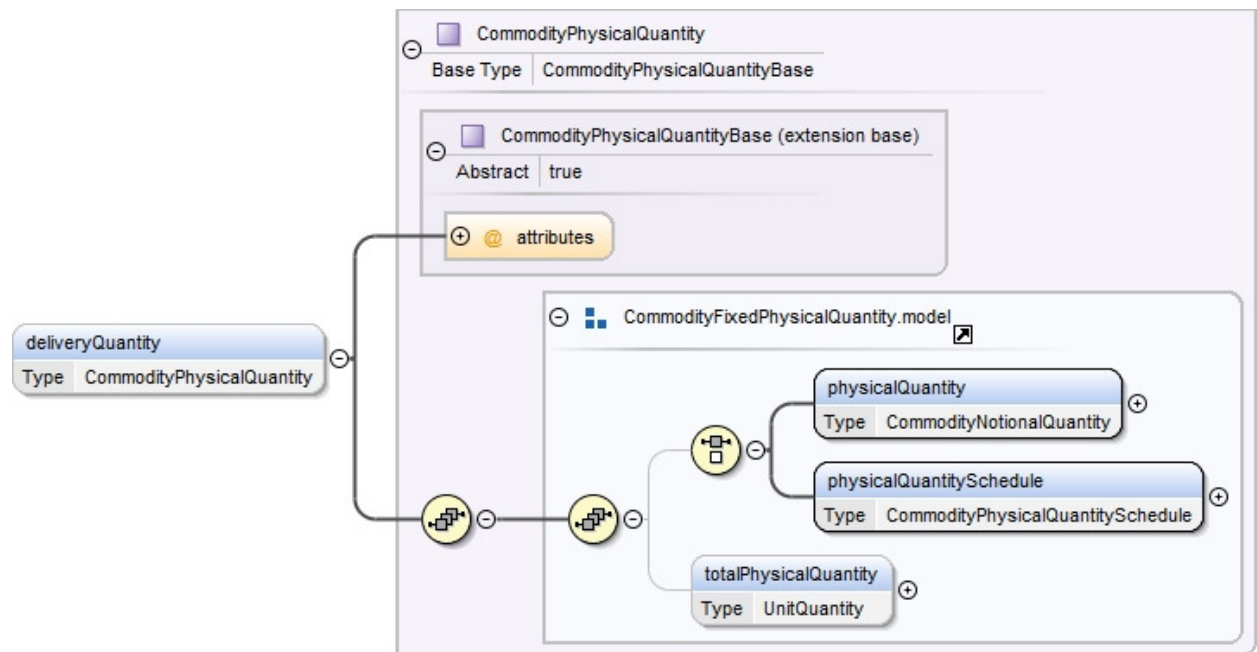 CommodityPhysicalQuantity
Base Type CommodityPhysicalQuantityBase
CommodityPhysicalQuantityBase (extension base)
Abstract true
@ attributes
deliveryQuantity
Type CommodityPhysicalQuantity
CommodityFixedPhysicalQuantity.model
physicalQuantity
Type CommodityNotionalQuantity
physicalQuantitySchedule
Type CommodityPhysicalQuantitySchedule
totalPhysicalQuantity
Type UnitQuantity